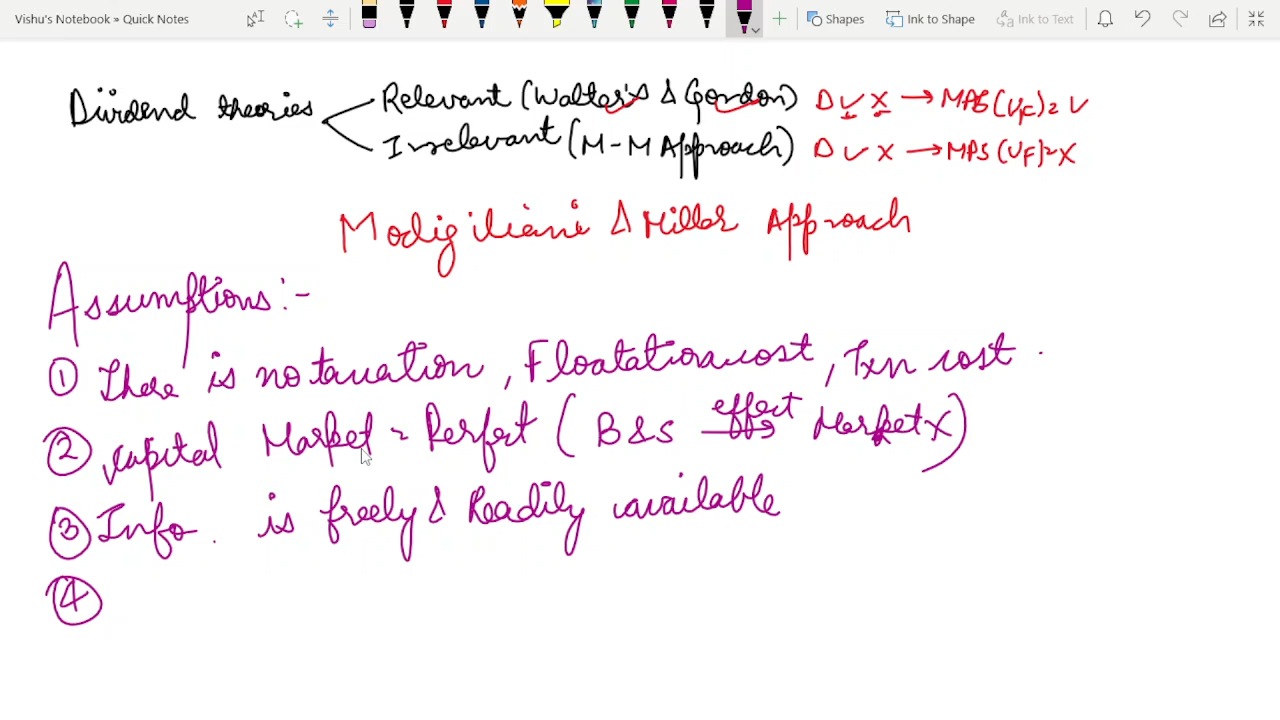 Vishu's Notebook » Quick Notes
Shapes
Ink to Shape
Ink to Text
Dividend theories
Relevant (Walter's & Gordon) D ✓ X → MPS (VF) = ✓
Irrelevant (M-M Approach) D ✓ X → MPS (VF) = X
Modigiliani & Miller Approach
Assumptions:-
① There is no taxation, Floatation cost, Txn cost.
② capital Market = Perfect (B&S effect → Market X)
③ Info. is freely & Readily available
④